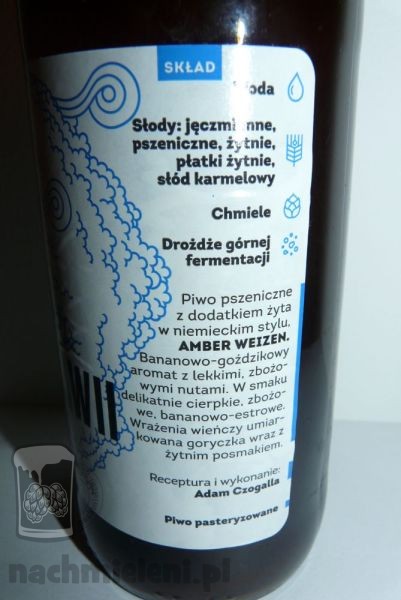 SKŁAD
Woda
Słody: jęczmienne,
pszeniczne, żytnie,
płatki żytnie,
słód karmelowy
Chmiele
Drożdże górnej
fermentacji
Piwo pszeniczne
z dodatkiem żyta
w niemieckim stylu,
AMBER WEIZEN.
Bananowo-goździkowy
aromat z lekkimi, zbożo-
wymi nutami. W smaku
delikatnie cierpkie, zbożo-
we, bananowo-estrowe.
Wrażenia wieńczy umiar-
kowana goryczka wraz z
żytnim posmakiem.
Receptura i wykonanie:
Adam Czogalla
Piwo pasteryzowane
nachmieleni.pl